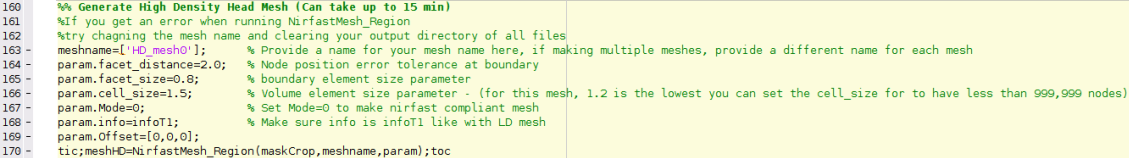 160 %% Generate High Density Head Mesh (Can take up to 15 min)
161 %If you get an error when running NirfastMesh_Region
162 %try chagning the mesh name and clearing your output directory of all files
163 - meshname=['HD_mesh0']; % Provide a name for your mesh name here, if making multiple meshes, provide a different name for each mesh
164 - param.facet_distance=2.0; % Node position error tolerance at boundary
165 - param.facet_size=0.8; % boundary element size parameter
166 - param.cell_size=1.5; % Volume element size parameter - (for this mesh, 1.2 is the lowest you can set the cell_size for to have less than 999,999 nodes)
167 - param.Mode=0; % Set Mode=0 to make nirfast compliant mesh
168 - param.info=infoT1; % Make sure info is infoT1 like with LD mesh
169 - param.Offset=[0,0,0];
170 - tic;meshHD=NirfastMesh_Region(maskCrop,meshname,param);toc